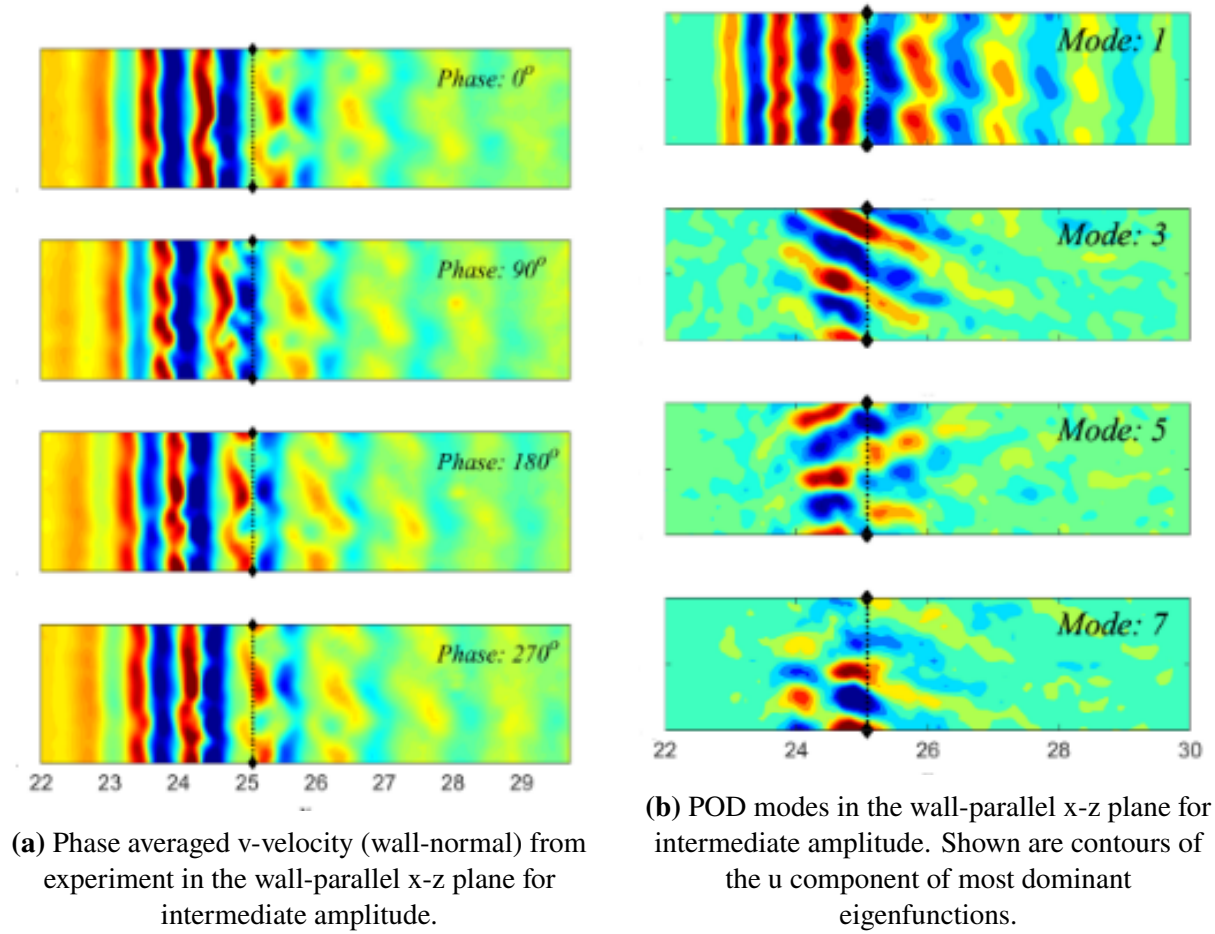 Phase: 0°
Phase: 90°
Phase: 180°
Phase: 270°
22 23 24 25 26 27 28 29
(a) Phase averaged v-velocity (wall-normal) from
experiment in the wall-parallel x-z plane for
intermediate amplitude.
Mode: 1
Mode: 3
Mode: 5
Mode: 7
22 24 26 28 30
(b) POD modes in the wall-parallel x-z plane for
intermediate amplitude. Shown are contours of
the u component of most dominant
eigenfunctions.